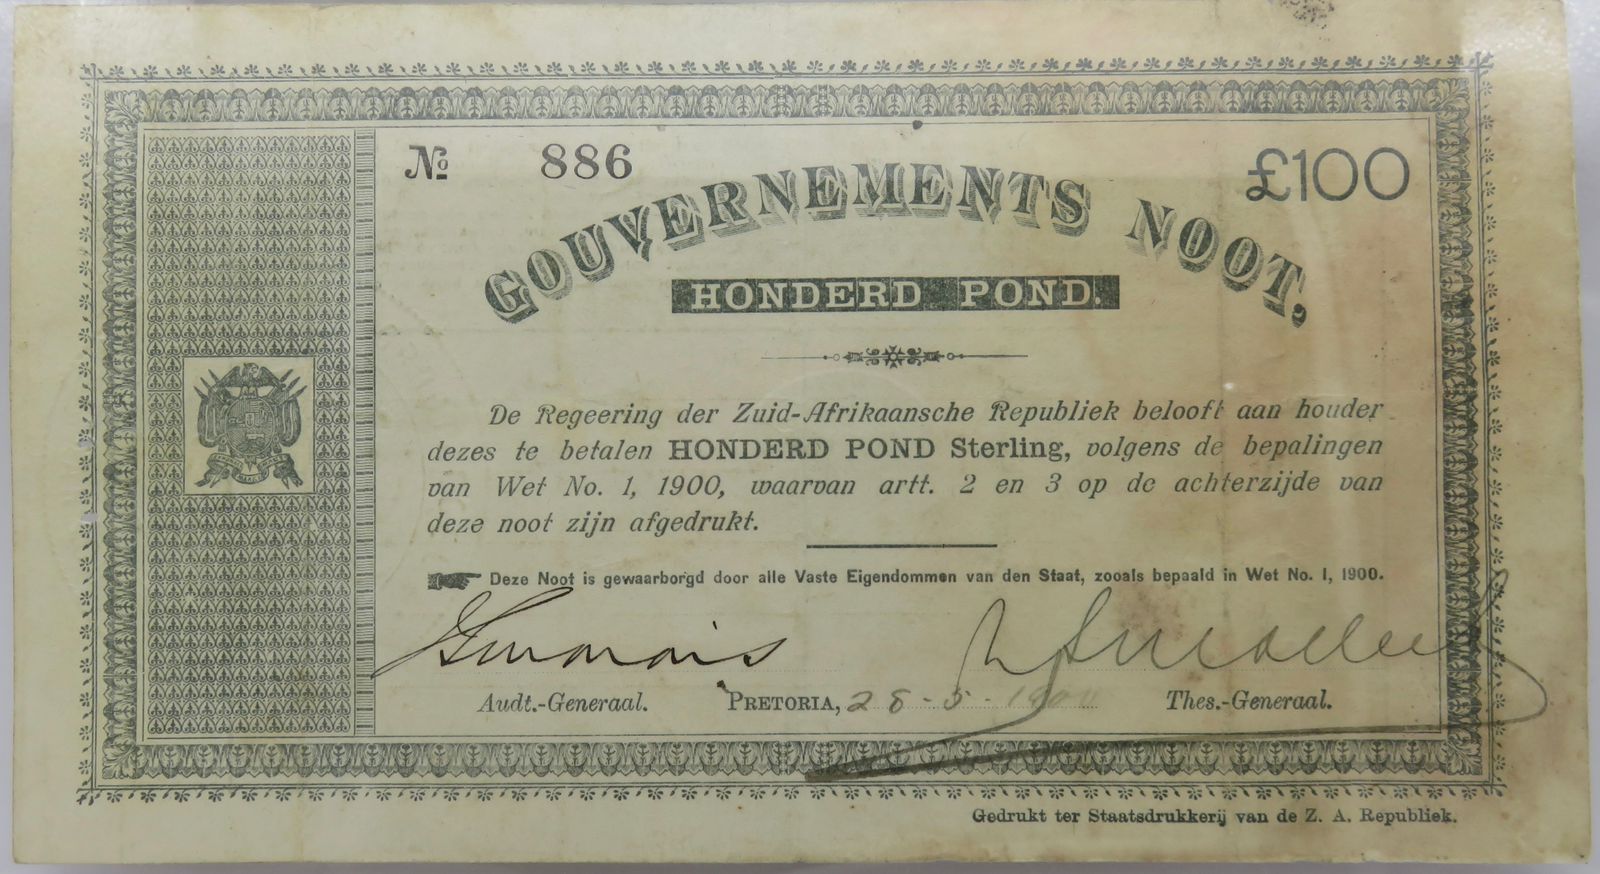 № 886
£100
GOUVERNEMENTS NOOT,
HONDERD POND.
De Regeering der Zuid-Afrikaansche Republiek belooft aan houder
dezes te betalen HONDERD POND Sterling, volgens de bepalingen
van Wet No. 1, 1900, waarvan artt. 2 en 3 op de achterzijde van
deze noot zijn afgedrukt.
Deze Noot is gewaarborgd door alle Vaste Eigendommen van den Staat, zooals bepaald in Wet No. 1, 1900.
Audt.-Generaal. PRETORIA, 28-5-1900 Thes.-Generaal.
Gedrukt ter Staatsdrukkerij van de Z. A. Republiek.